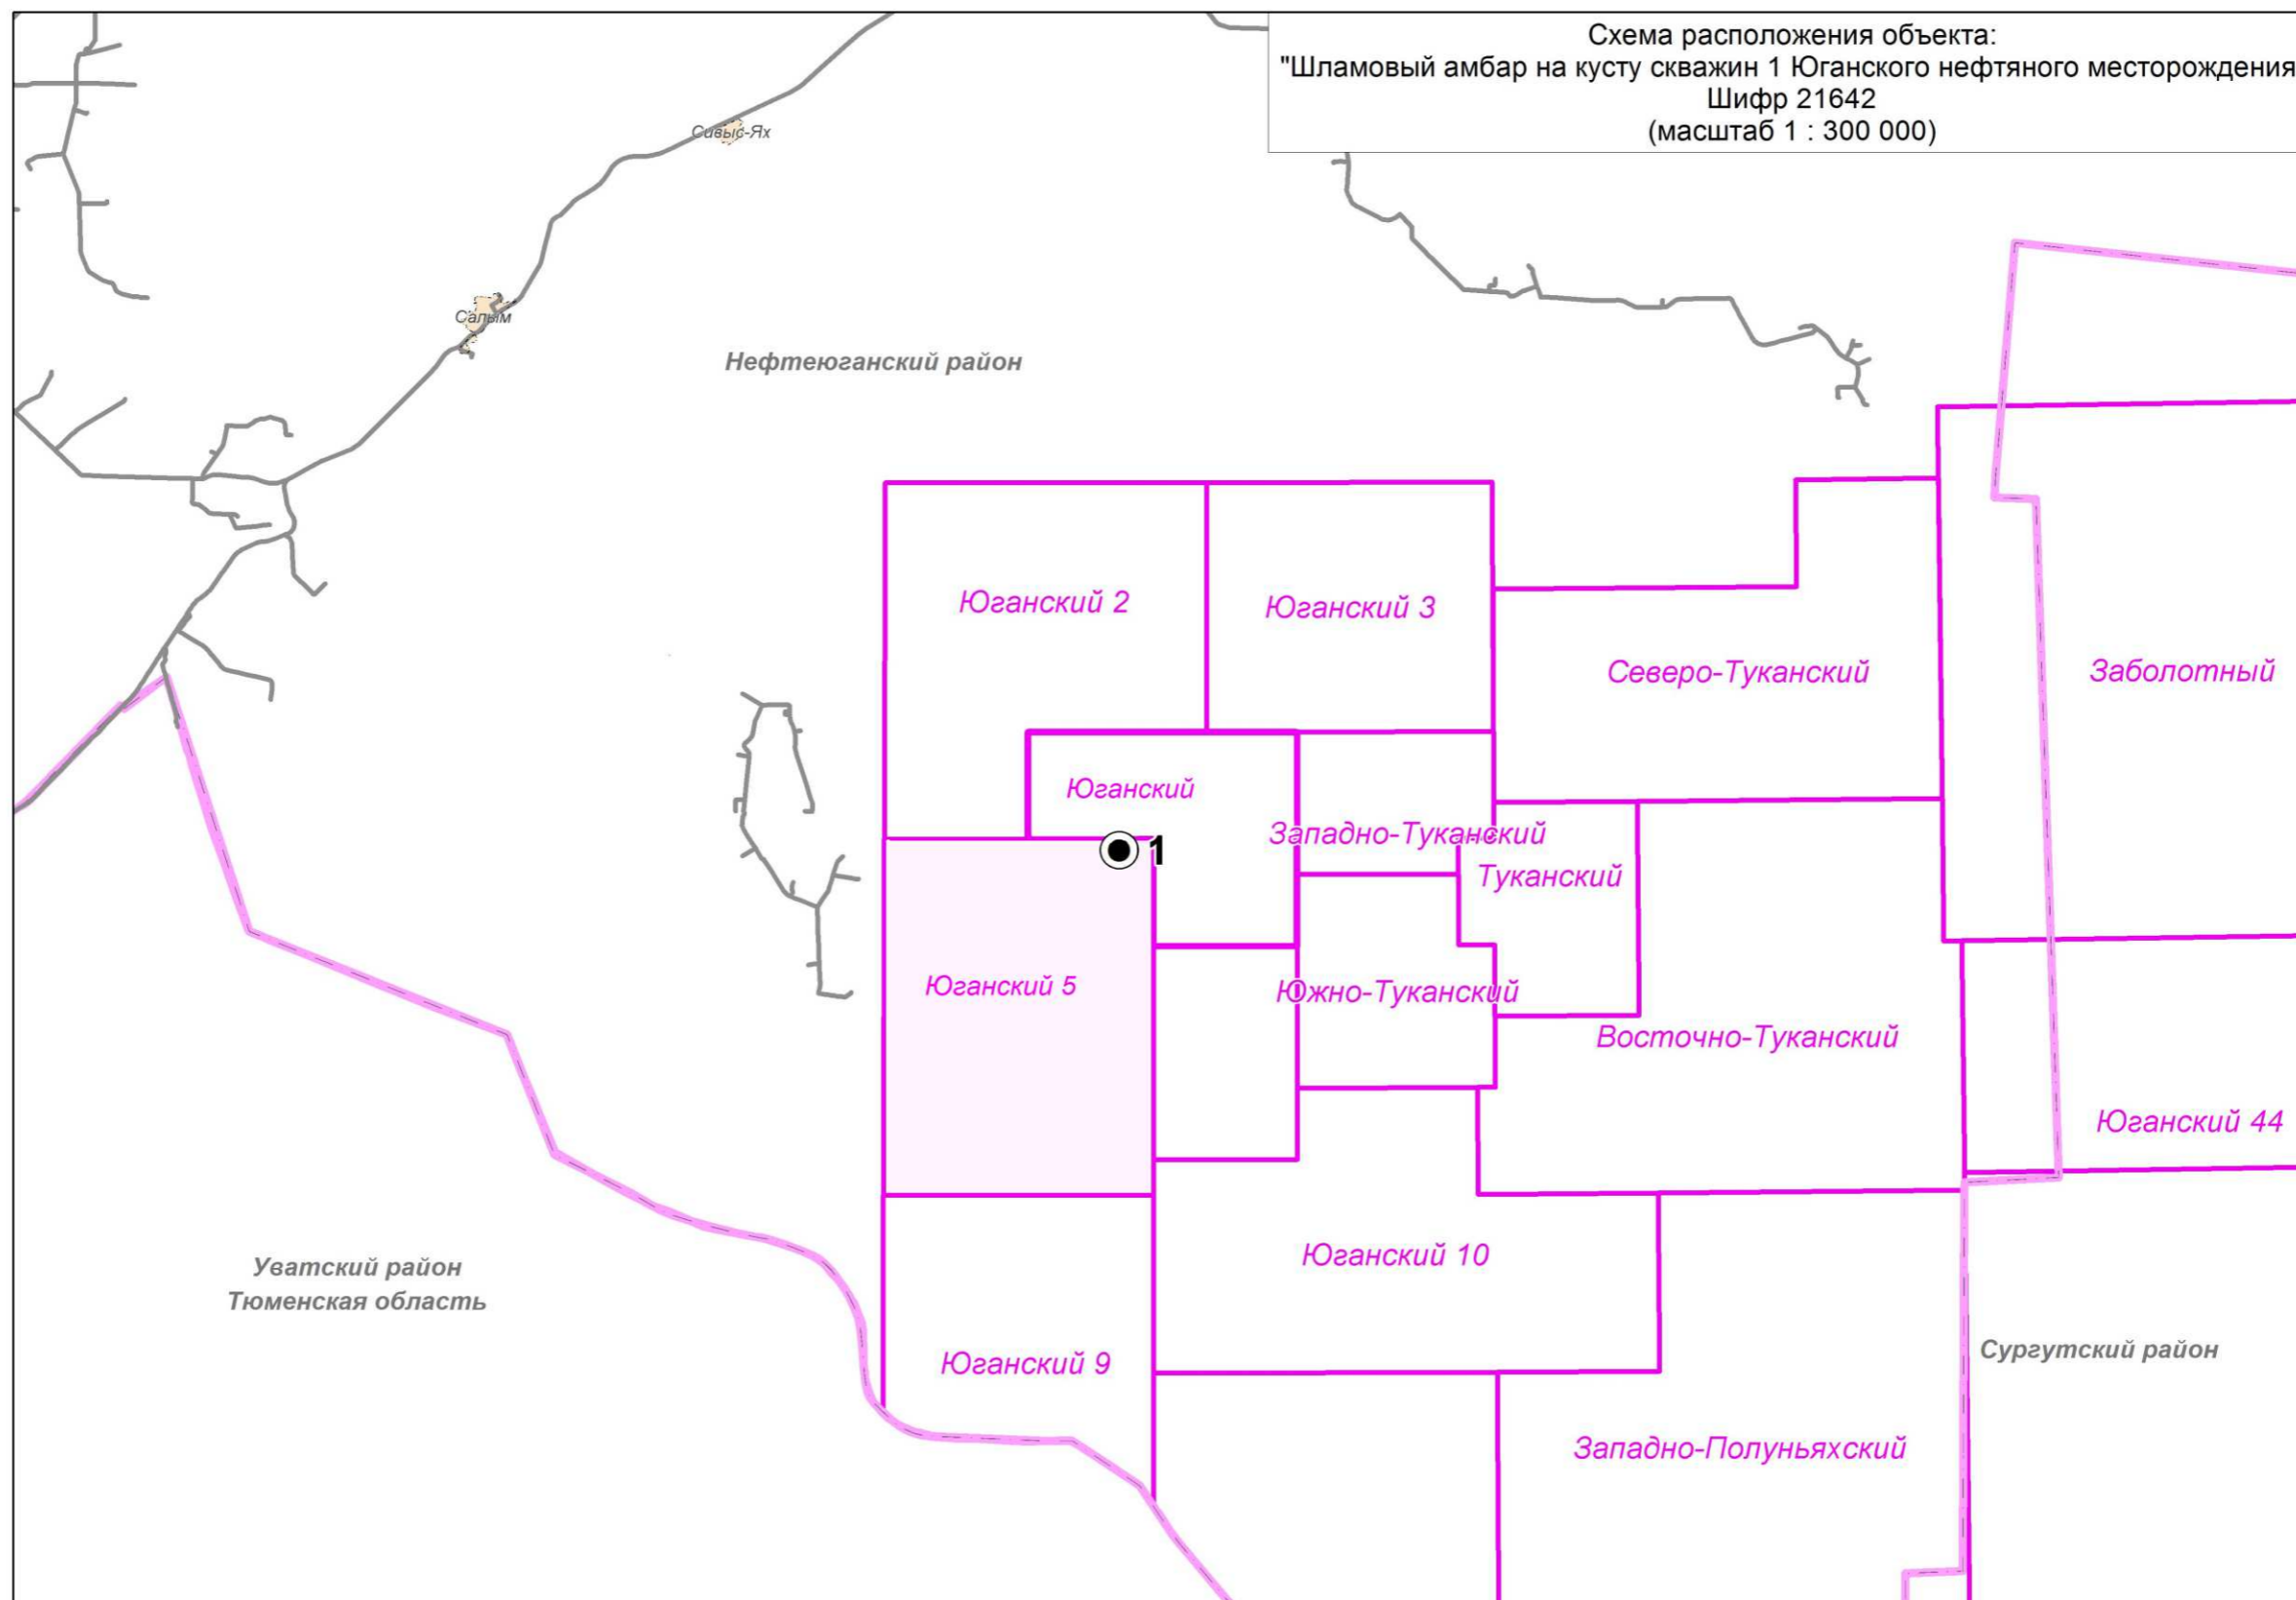 Схема расположения объекта:
"Шламовый амбар на кусту скважин 1 Юганского нефтяного месторождения
Шифр 21642
(масштаб 1 : 300 000)
Сивыс-Ях
Салым
Нефтеюганский район
Юганский 2
Юганский 3
Северо-Туканский
Заболотный
Юганский
Западно-Туканский
1
Туканский
Юганский 5
Южно-Туканский
Восточно-Туканский
Юганский 44
Уватский район
Тюменская область
Юганский 10
Юганский 9
Сургутский район
Западно-Полуньяхский